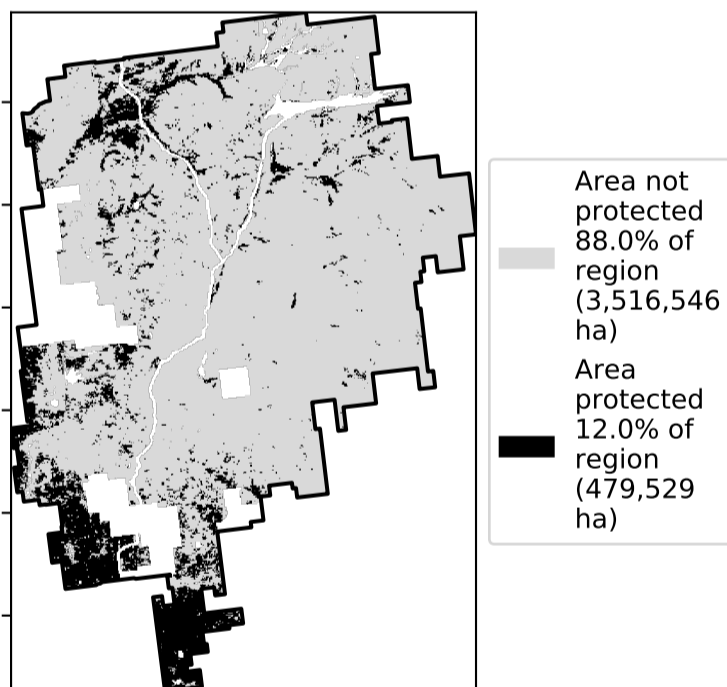 Area not
protected
88.0% of
region
(3,516,546
ha)
Area
protected
12.0% of
region
(479,529
ha)